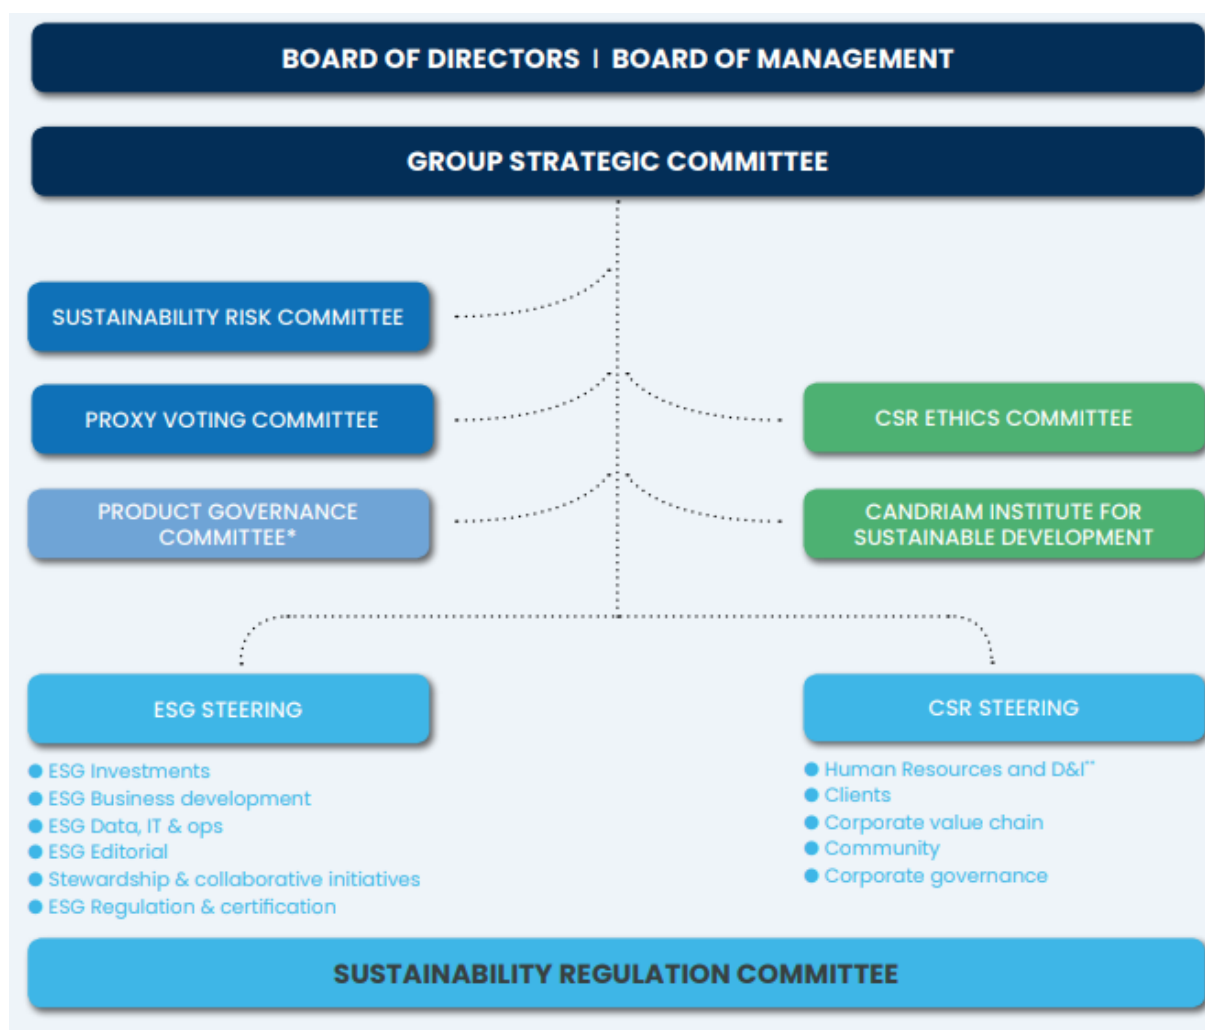 BOARD OF DIRECTORS | BOARD OF MANAGEMENT
GROUP STRATEGIC COMMITTEE
SUSTAINABILITY RISK COMMITTEE
PROXY VOTING COMMITTEE
CSR ETHICS COMMITTEE
PRODUCT GOVERNANCE
COMMITTEE*
CANDRIAM INSTITUTE FOR
SUSTAINABLE DEVELOPMENT
ESG STEERING
● ESG Investments
● ESG Business development
● ESG Data, IT & ops
● ESG Editorial
● Stewardship & collaborative initiatives
● ESG Regulation & certification
CSR STEERING
● Human Resources and D&I**
● Clients
● Corporate value chain
● Community
● Corporate governance
SUSTAINABILITY REGULATION COMMITTEE